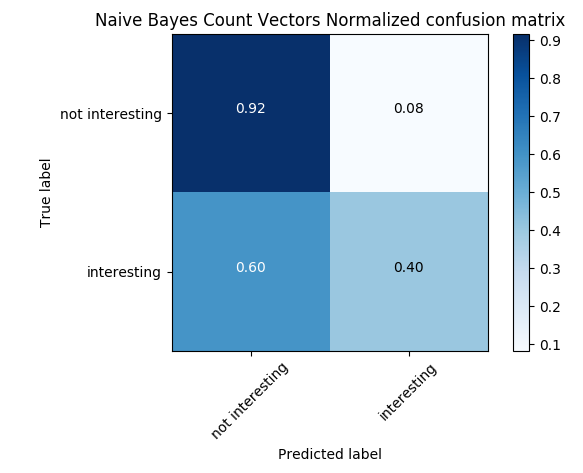 Naive Bayes Count Vectors Normalized confusion matrix
True label
not interesting
interesting
0.92
0.08
0.60
0.40
not interesting
interesting
Predicted label
0.9
0.8
0.7
0.6
0.5
0.4
0.3
0.2
0.1